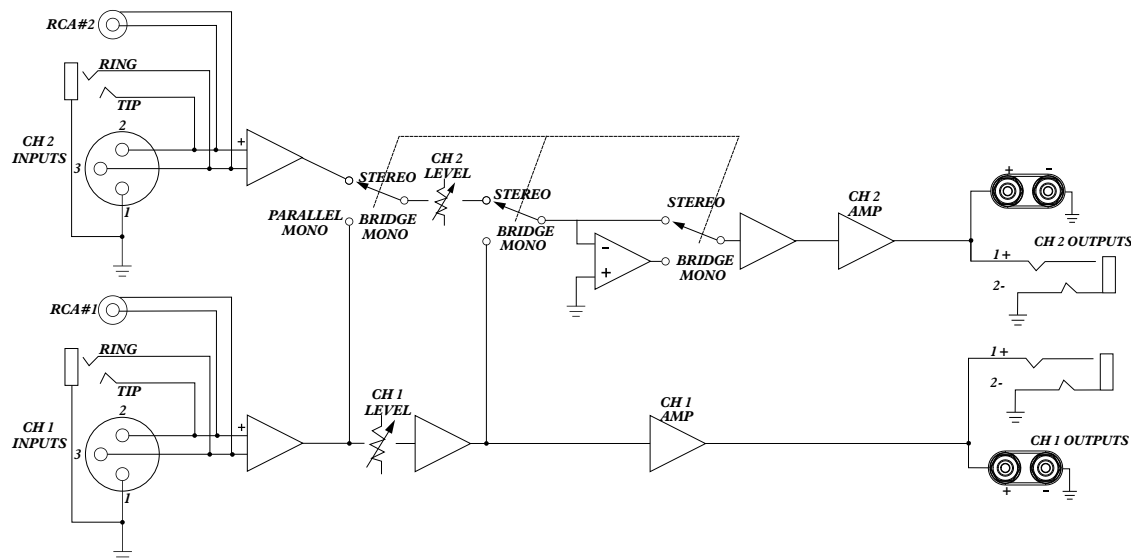 RCA#2
RING
TIP
CH 2
INPUTS
2
3
1
+
STEREO
PARALLEL
MONO
BRIDGE
MONO
CH 2
LEVEL
STEREO
BRIDGE
MONO
-
+
STEREO
BRIDGE
MONO
CH 2
AMP
+ -
CH 2 OUTPUTS
1+
2-
RCA#1
RING
TIP
CH 1
INPUTS
2
3
1
+
CH 1
LEVEL
CH 1
AMP
1+
2-
CH 1 OUTPUTS
+ -